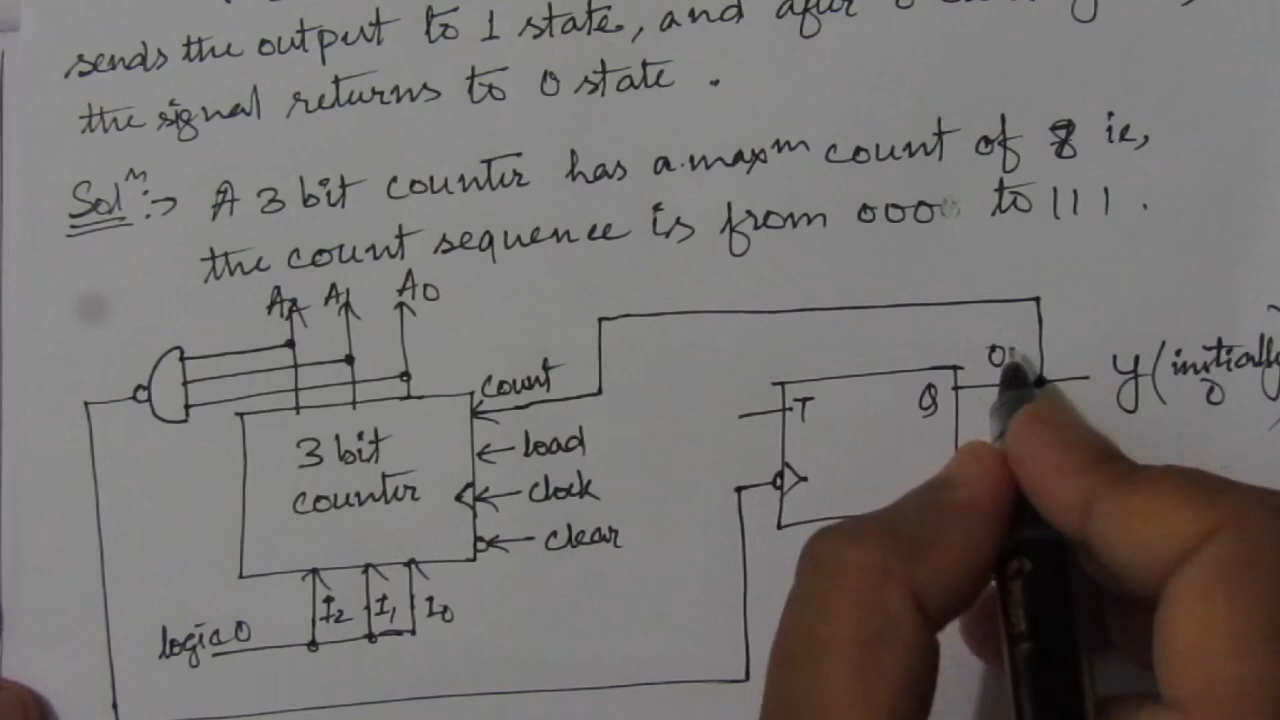 sends the output to 1 state, and after
the signal returns to 0 state.
Solⁿ :-> A 3 bit counter has a maxᵐ count of 8 ie,
the count sequence is from 000 to 111.
A2 A1 A0
count
Y (initially
0
0
T
Q
3 bit
counter
load
clock
clear
I2 I1 I0
logic 0